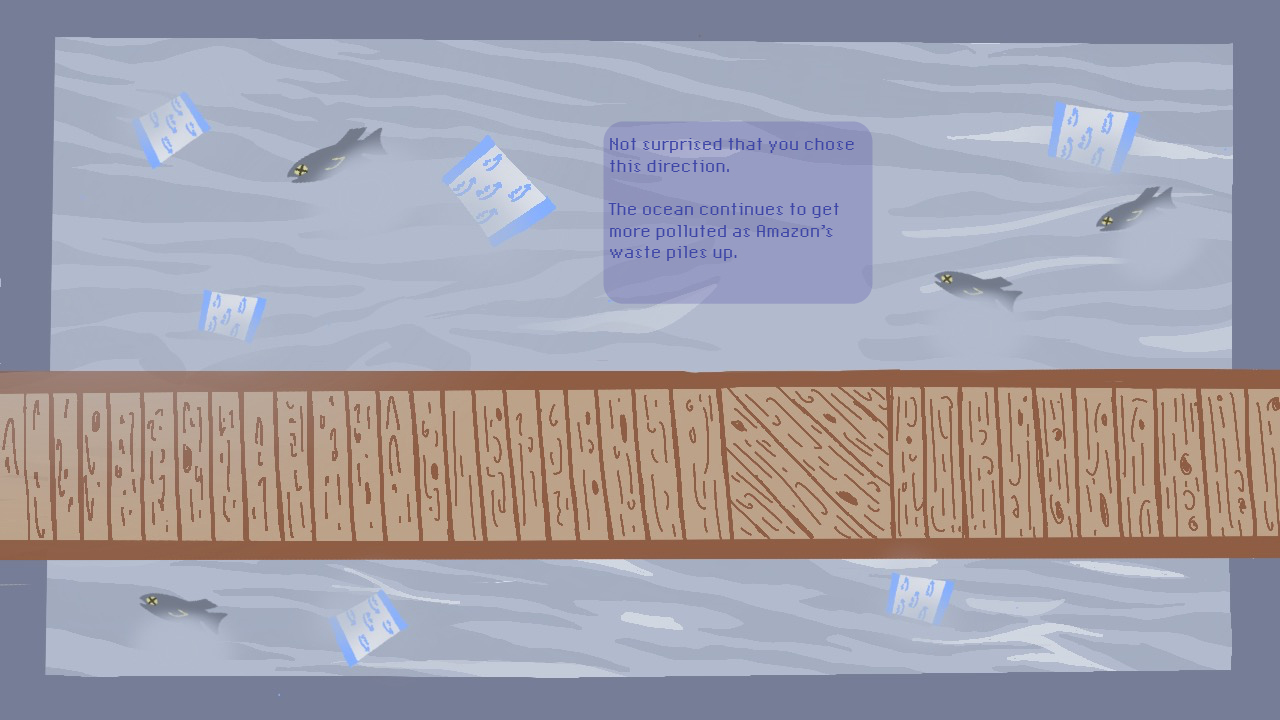 Not surprised that you chose
this direction.
The ocean continues to get
more polluted as Amazon's
waste piles up.